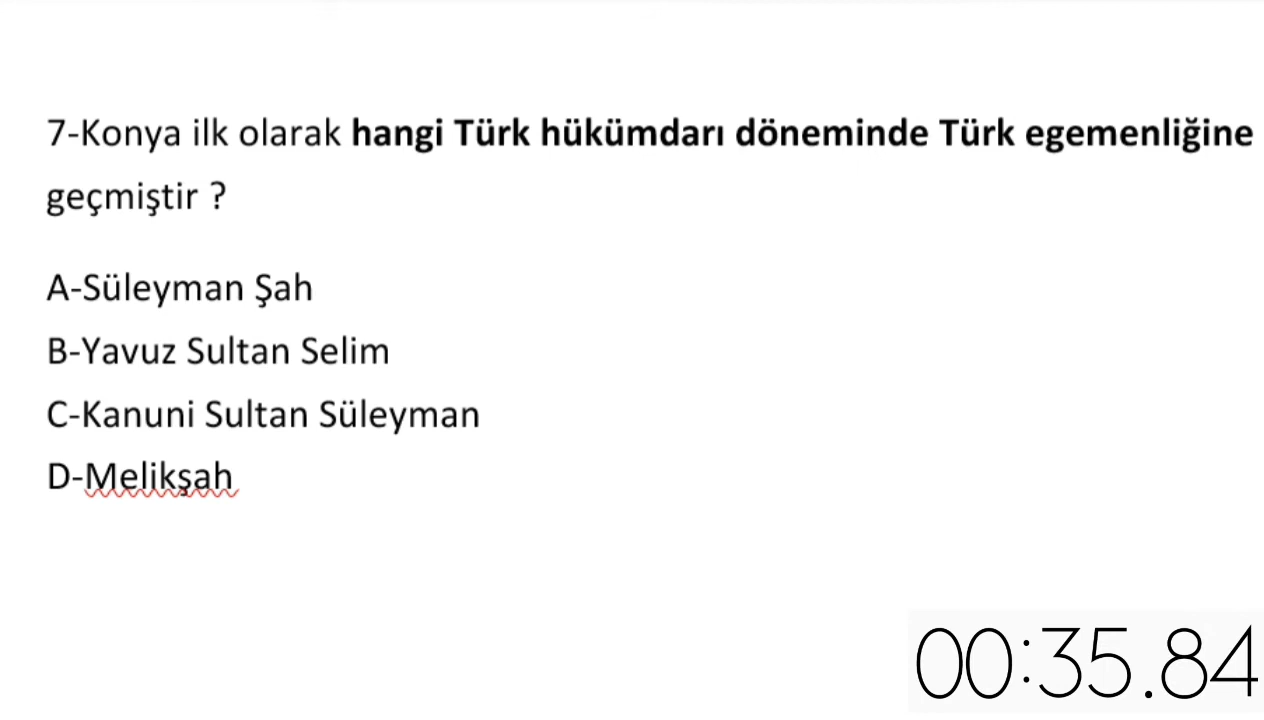 7-Konya ilk olarak hangi Türk hükümdarı döneminde Türk egemenliğine
geçmiştir ?
A-Süleyman Şah
B-Yavuz Sultan Selim
C-Kanuni Sultan Süleyman
D-Melikşah
00:35.84